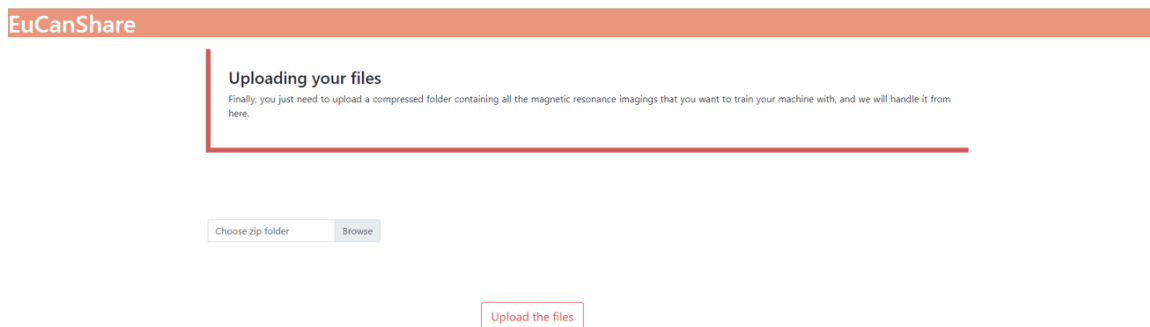 EuCanShare
Uploading your files
Finally, you just need to upload a compressed folder containing all the magnetic resonance imagings that you want to train your machine with, and we will handle it from
here.
Choose zip folder Browse
Upload the files